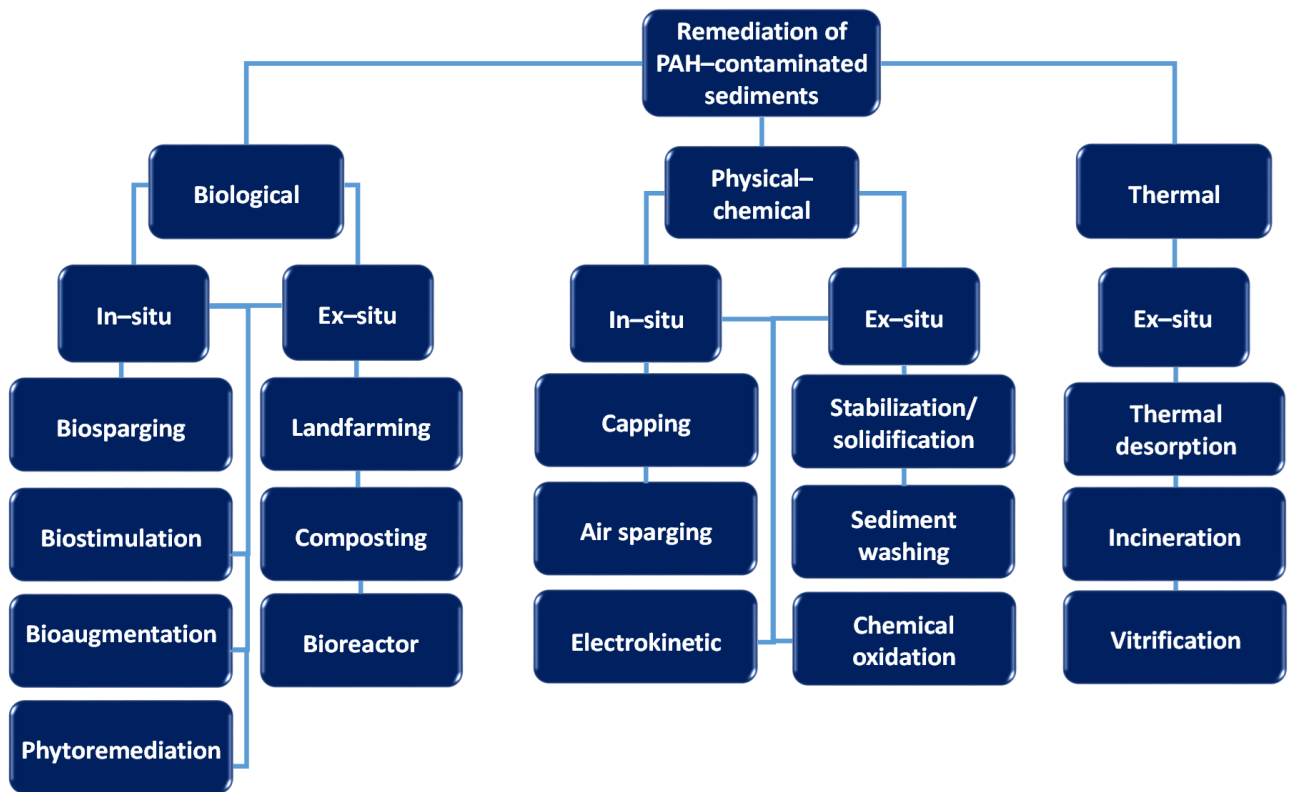 Remediation of
PAH–contaminated
sediments
Biological
Physical–
chemical
Thermal
In–situ
Ex–situ
In–situ
Ex–situ
Ex–situ
Biosparging
Landfarming
Capping
Stabilization/
solidification
Thermal
desorption
Biostimulation
Composting
Air sparging
Sediment
washing
Incineration
Bioaugmentation
Bioreactor
Electrokinetic
Chemical
oxidation
Vitrification
Phytoremediation